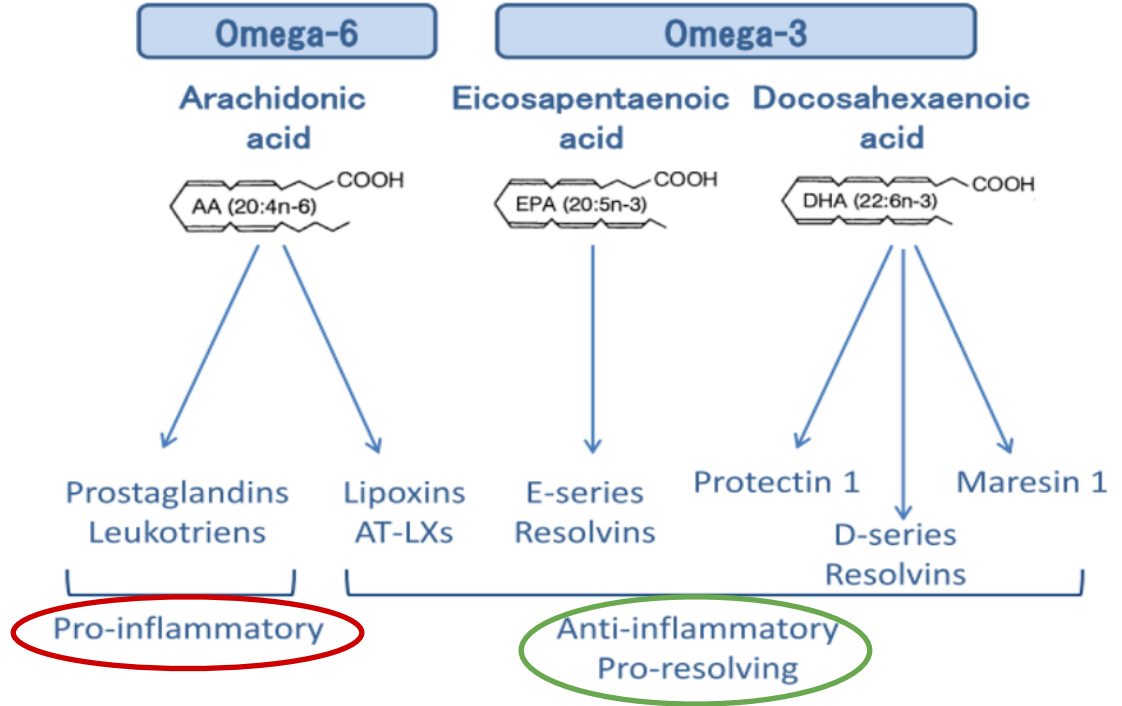 Omega-6
Omega-3
Arachidonic
acid
Eicosapentaenoic
acid
Docosahexaenoic
acid
COOH
AA (20:4n-6)
COOH
EPA (20:5n-3)
COOH
DHA (22:6n-3)
Prostaglandins
Leukotriens
Lipoxins
AT-LXs
E-series
Resolvins
Protectin 1
D-series
Resolvins
Maresin 1
Pro-inflammatory
Anti-inflammatory
Pro-resolving